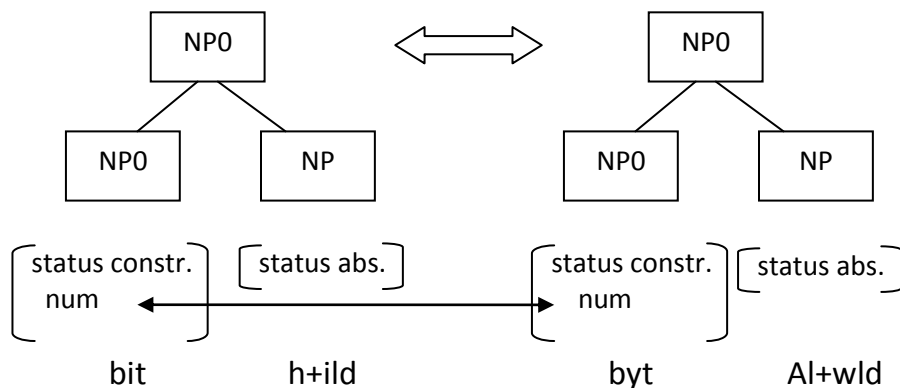 NP0 NP0
NP0 NP NP0 NP
status constr. status abs. status constr. status abs.
num num
bit h+ild byt Al+wld